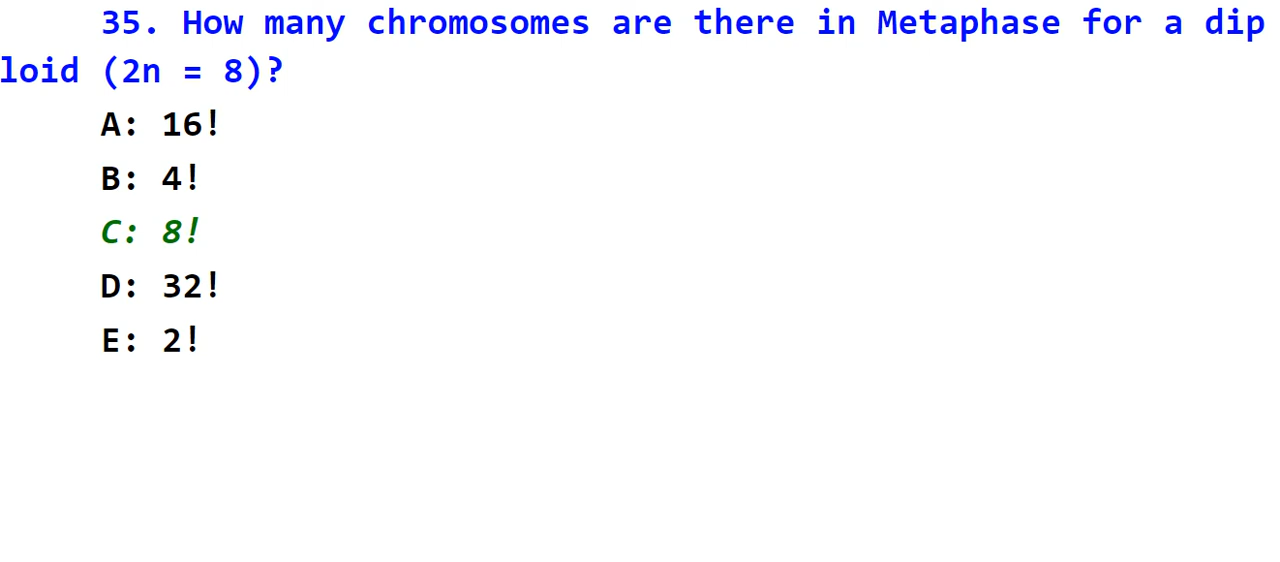 35. How many chromosomes are there in Metaphase for a dip
loid (2n = 8)?
A: 16!
B: 4!
C: 8!
D: 32!
E: 2!